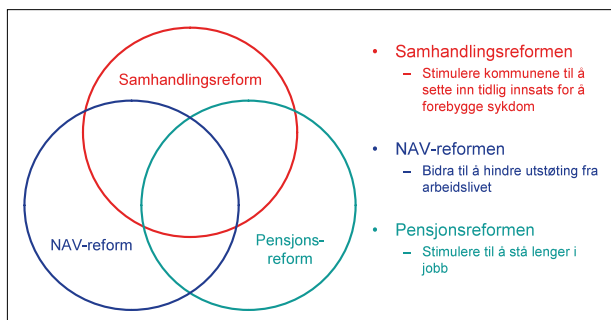 Samhandlingsreform
NAV-reform
Pensjons-
reform
• Samhandlingsreformen
– Stimulere kommunene til å
sette inn tidlig innsats for å
forebygge sykdom
• NAV-reformen
– Bidra til å hindre utstøting fra
arbeidslivet
• Pensjonsreformen
– Stimulere til å stå lenger i
jobb